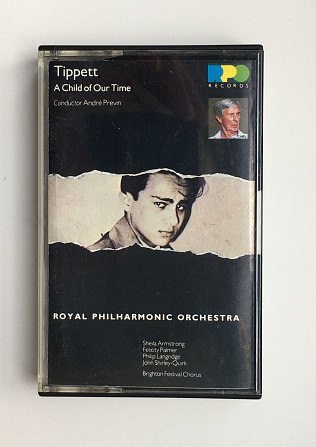 Tippett
A Child of Our Time
Conductor André Previn
RPO
RECORDS
ROYAL PHILHARMONIC ORCHESTRA
Sheila Armstrong
Felicity Palmer
Philip Langridge
John Shirley-Quirk
Brighton Festival Chorus